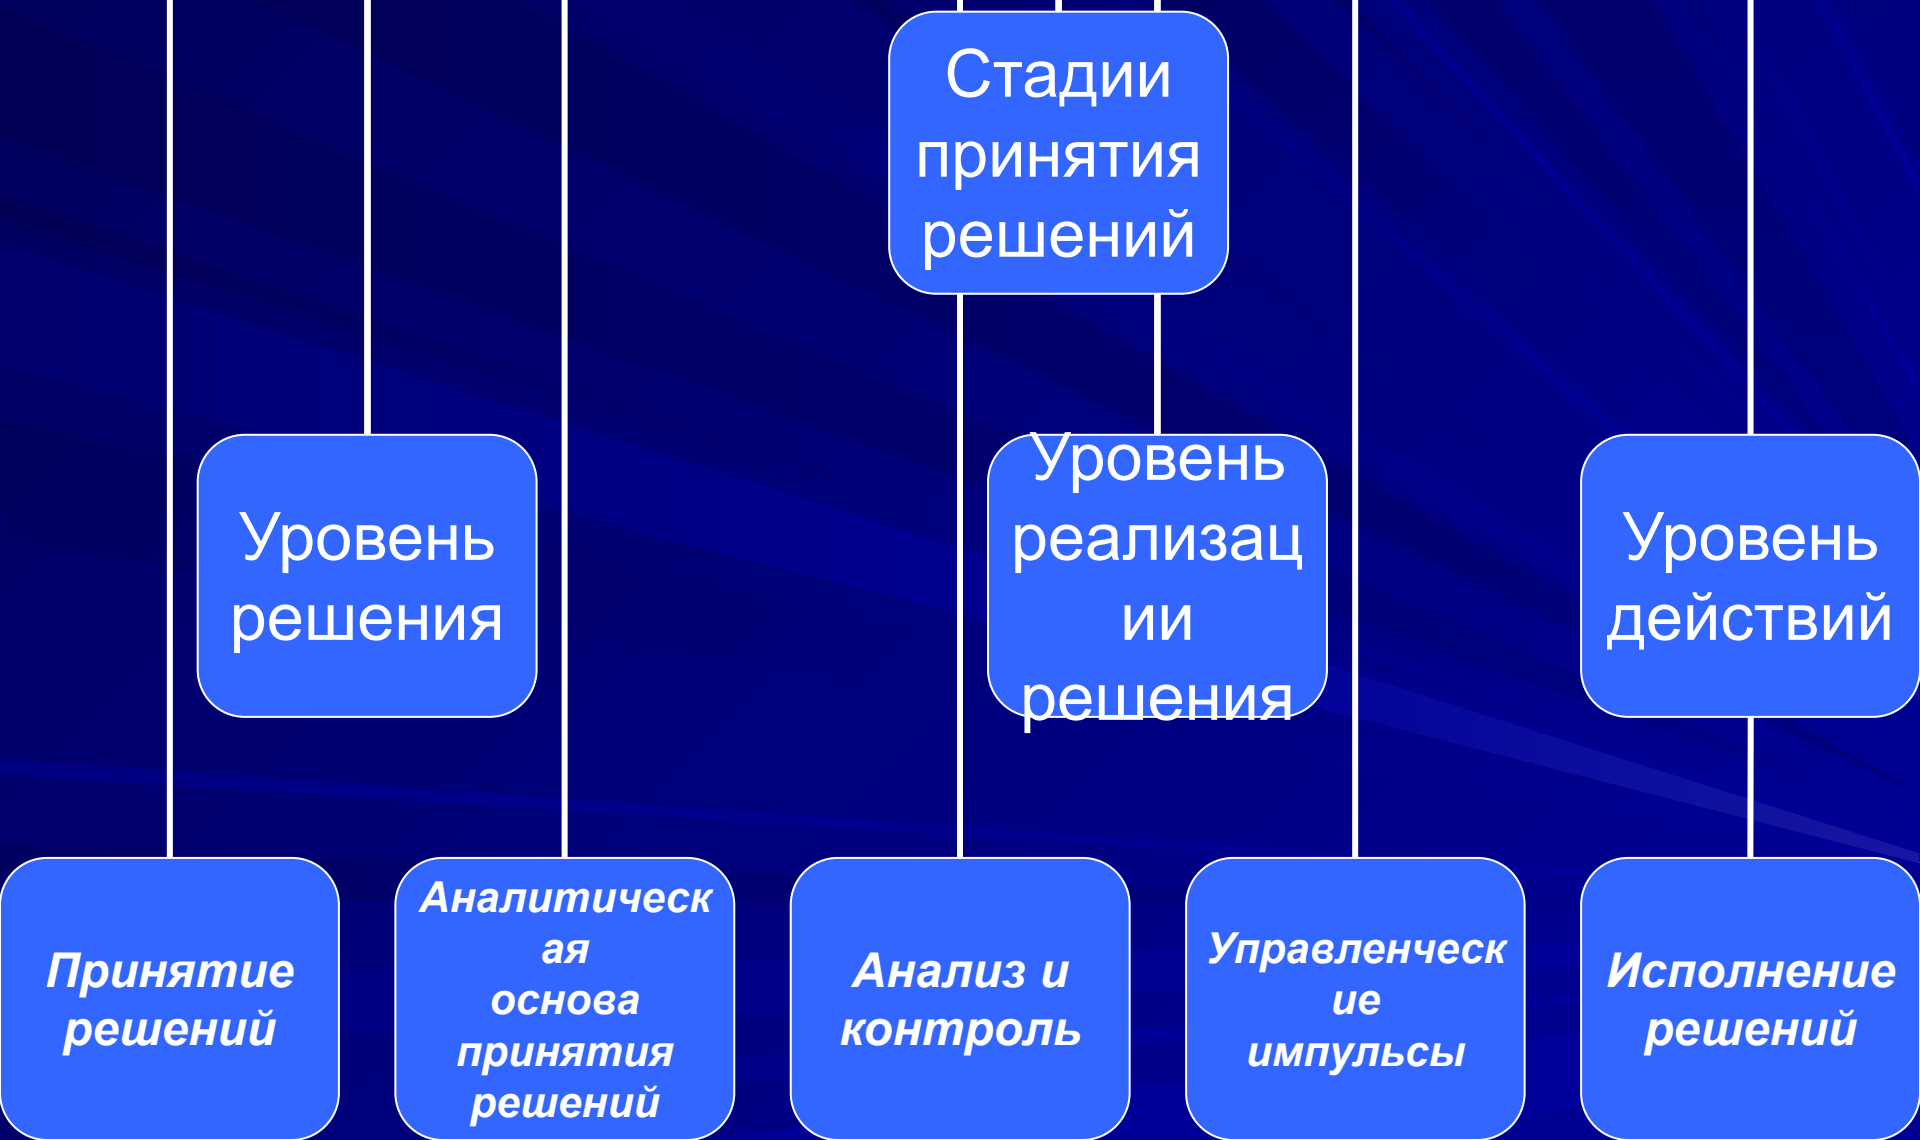 Стадии
принятия
решений
Уровень
решения
Уровень
реализац
ии
решения
Уровень
действий
Принятие
решений
Аналитическ
ая
основа
принятия
решений
Анализ и
контроль
Управленческ
ие
импульсы
Исполнение
решений